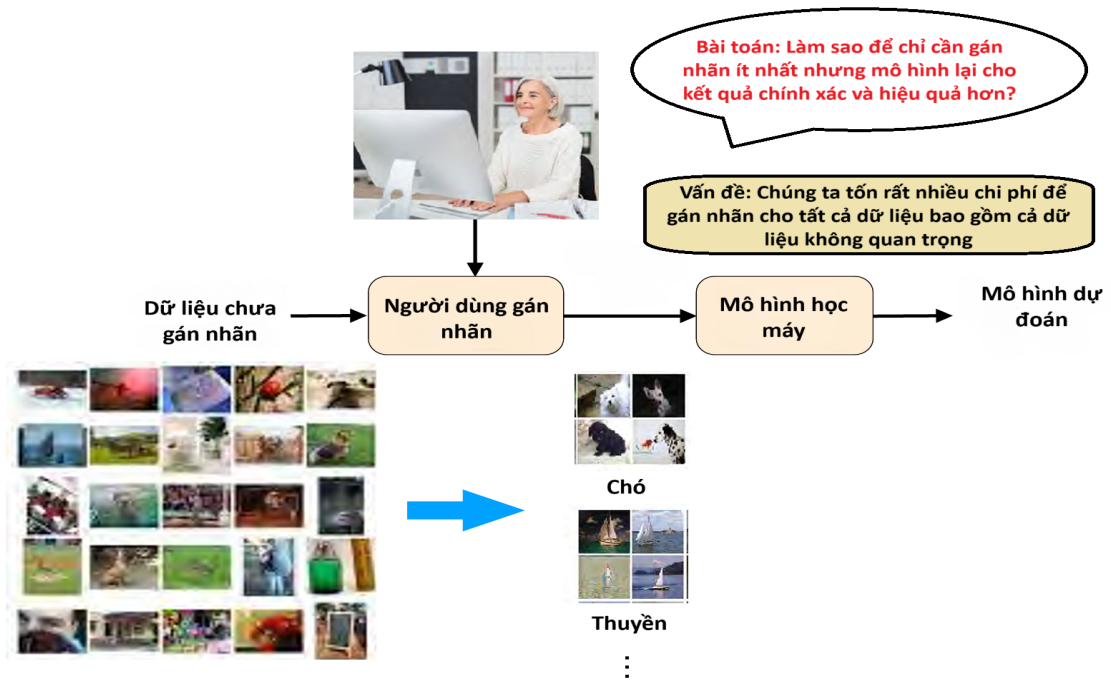 Bài toán: Làm sao để chỉ cần gán
nhãn ít nhất nhưng mô hình lại cho
kết quả chính xác và hiệu quả hơn?
Vấn đề: Chúng ta tốn rất nhiều chi phí để
gán nhãn cho tất cả dữ liệu bao gồm cả dữ
liệu không quan trọng
Dữ liệu chưa
gán nhãn
Người dùng gán
nhãn
Mô hình học
máy
Mô hình dự
đoán
Chó
Thuyền